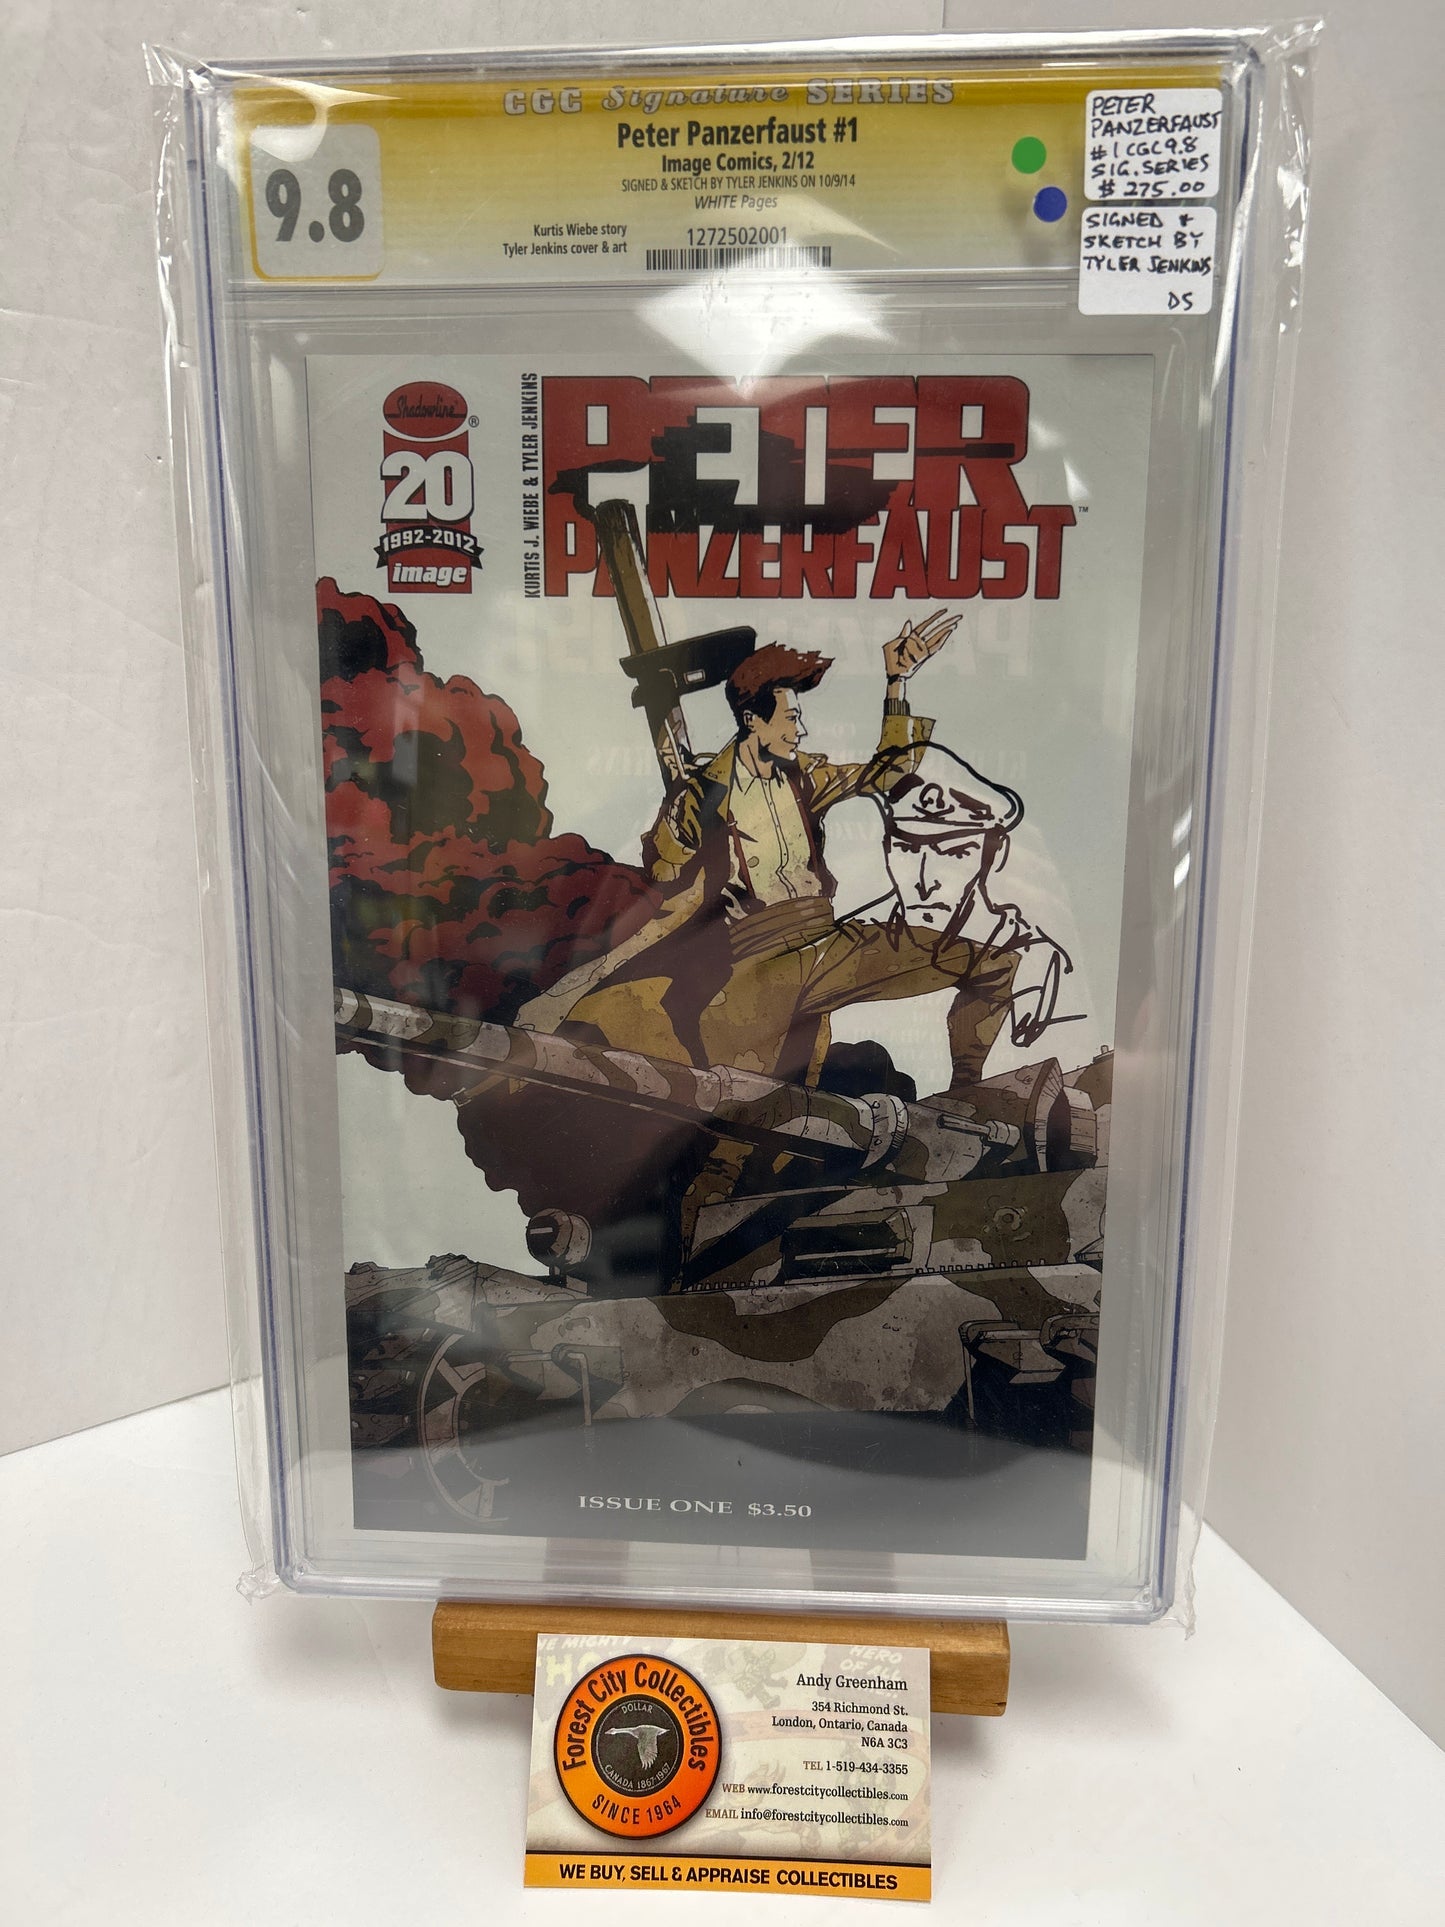 CGC Signature SERIES
Peter Panzerfaust #1
Image Comics, 2/12
SIGNED & SKETCH BY TYLER JENKINS ON 10/9/14
WHITE Pages
9.8
Kurtis Wiebe story
Tyler Jenkins cover & art
1272502001
PETER
PANZERFAUST
#1 CGC 9.8
SIG. SERIES
$275.00
SIGNED &
SKETCH BY
TYLER JENKINS
DS
Shadowline®
20
1992-2012
image
KURTIS J. WIEBE & TYLER JENKINS
PETER
PANZERFAUST™
ISSUE ONE $3.50
Forest City Collectibles
DOLLAR
CANADA 1867-1967
SINCE 1964
Andy Greenham
354 Richmond St.
London, Ontario, Canada
N6A 3C3
TEL 1-519-434-3355
WEB www.forestcitycollectibles.com
EMAIL info@forestcitycollectibles.com
WE BUY, SELL & APPRAISE COLLECTIBLES